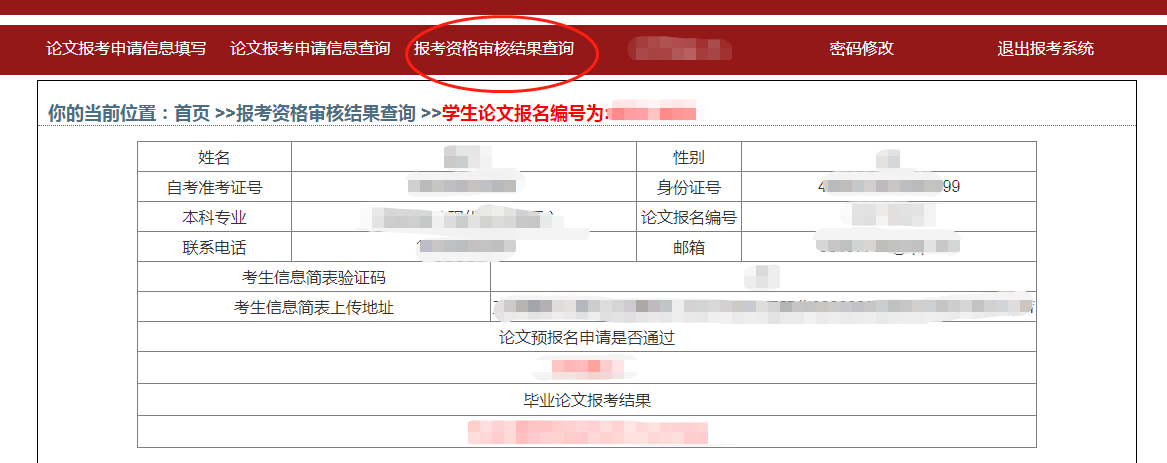 论文报考申请信息填写 论文报考申请信息查询 报考资格审核结果查询 密码修改 退出报考系统
你的当前位置：首页 >>报考资格审核结果查询 >>学生论文报名编号为:
姓名 性别
自考准考证号 身份证号 4 99
本科专业 论文报名编号
联系电话 邮箱
考生信息简表验证码
考生信息简表上传地址
论文预报名申请是否通过
毕业论文报考结果